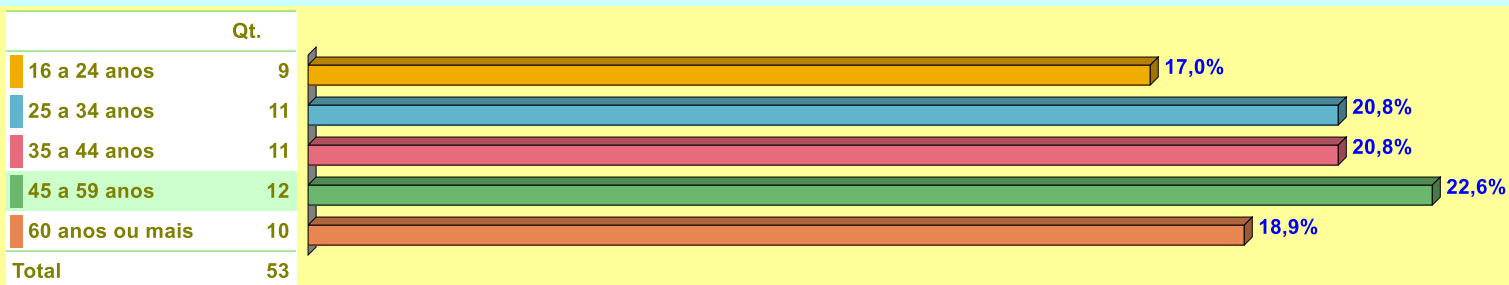 Qt.
16 a 24 anos 9 17,0%
25 a 34 anos 11 20,8%
35 a 44 anos 11 20,8%
45 a 59 anos 12 22,6%
60 anos ou mais 10 18,9%
Total 53